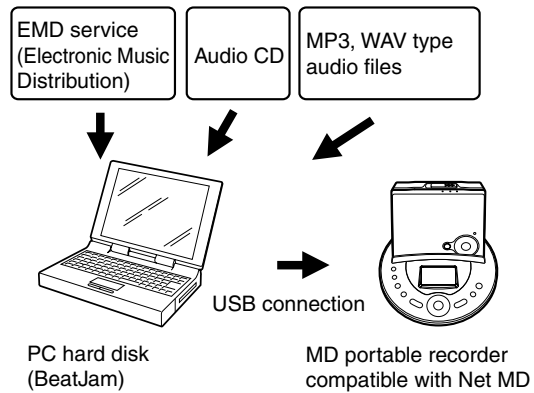 EMD service
(Electronic Music
Distribution)
Audio CD
MP3, WAV type
audio files
USB connection
PC hard disk
(BeatJam)
MD portable recorder
compatible with Net MD